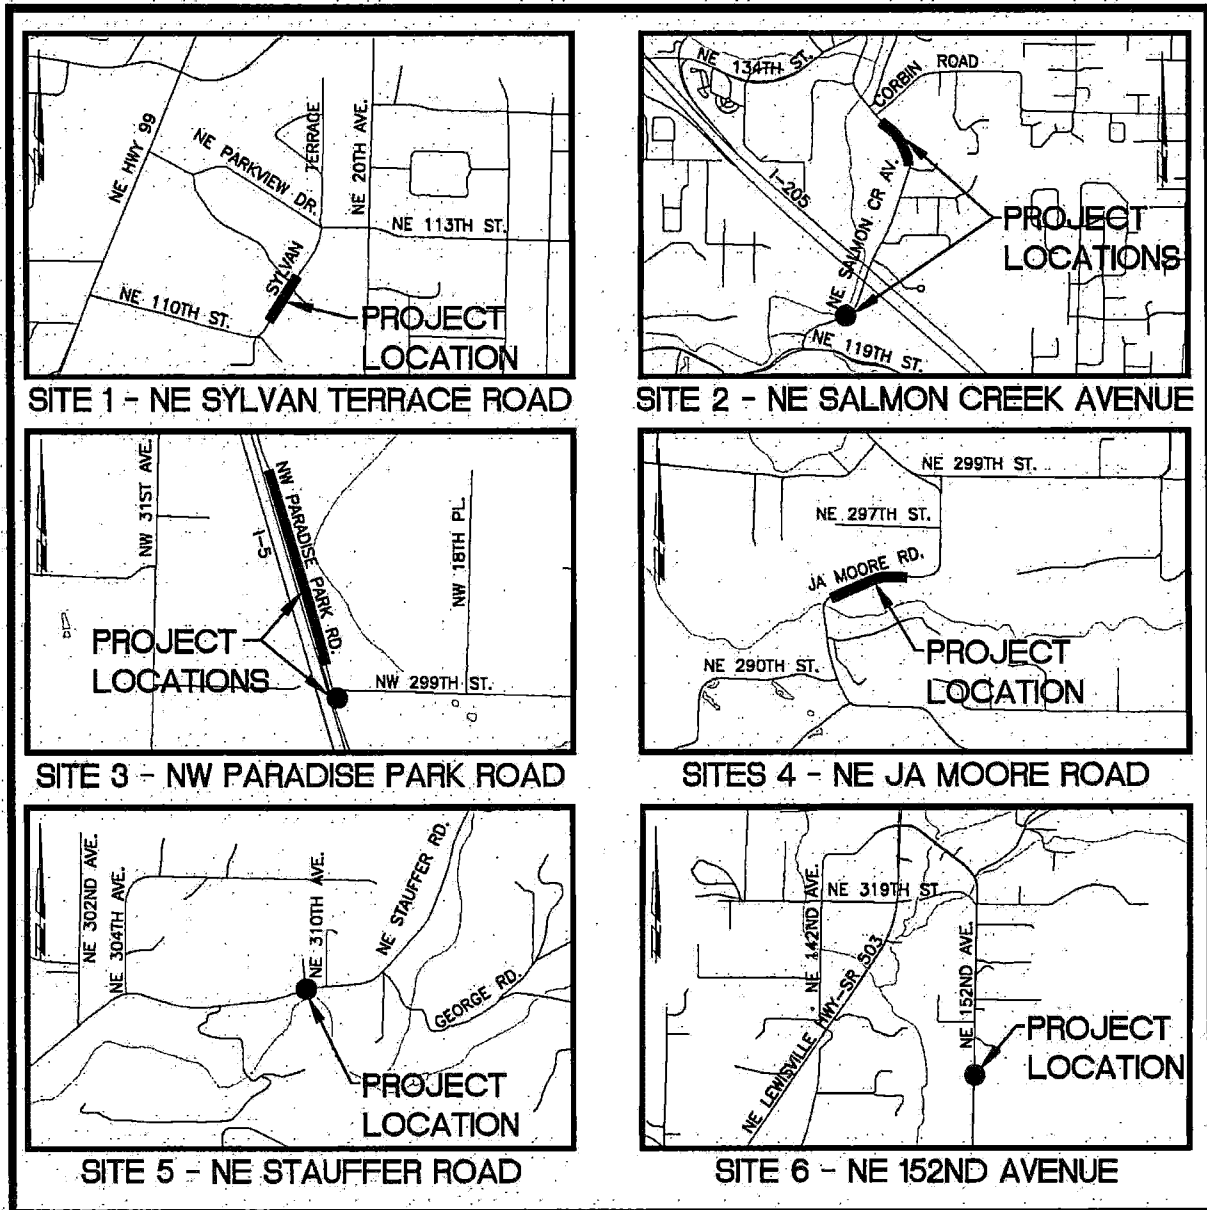 NE HWY 99
NE PARKVIEW DR.
TERRACE
NE 20TH AVE.
NE 113TH ST.
SYLVAN
NE 110TH ST.
PROJECT
LOCATION
SITE 1 - NE SYLVAN TERRACE ROAD
NE 134TH ST.
CORBIN ROAD
I-205
NE SALMON CR AV.
PROJECT
LOCATIONS
NE 119TH ST.
SITE 2 - NE SALMON CREEK AVENUE
NW 31ST AVE.
I-5
NW PARADISE PARK RD.
NW 18TH PL.
PROJECT
LOCATIONS
NW 299TH ST.
SITE 3 - NW PARADISE PARK ROAD
NE 299TH ST.
NE 297TH ST.
JA MOORE RD.
NE 290TH ST.
PROJECT
LOCATION
SITES 4 - NE JA MOORE ROAD
NE 302ND AVE.
NE 304TH AVE.
NE 310TH AVE.
NE STAUFFER RD.
GEORGE RD.
PROJECT
LOCATION
SITE 5 - NE STAUFFER ROAD
NE 142ND AVE.
NE 319TH ST.
NE LEWISVILLE HWY-SR 503
NE 152ND AVE.
PROJECT
LOCATION
SITE 6 - NE 152ND AVENUE